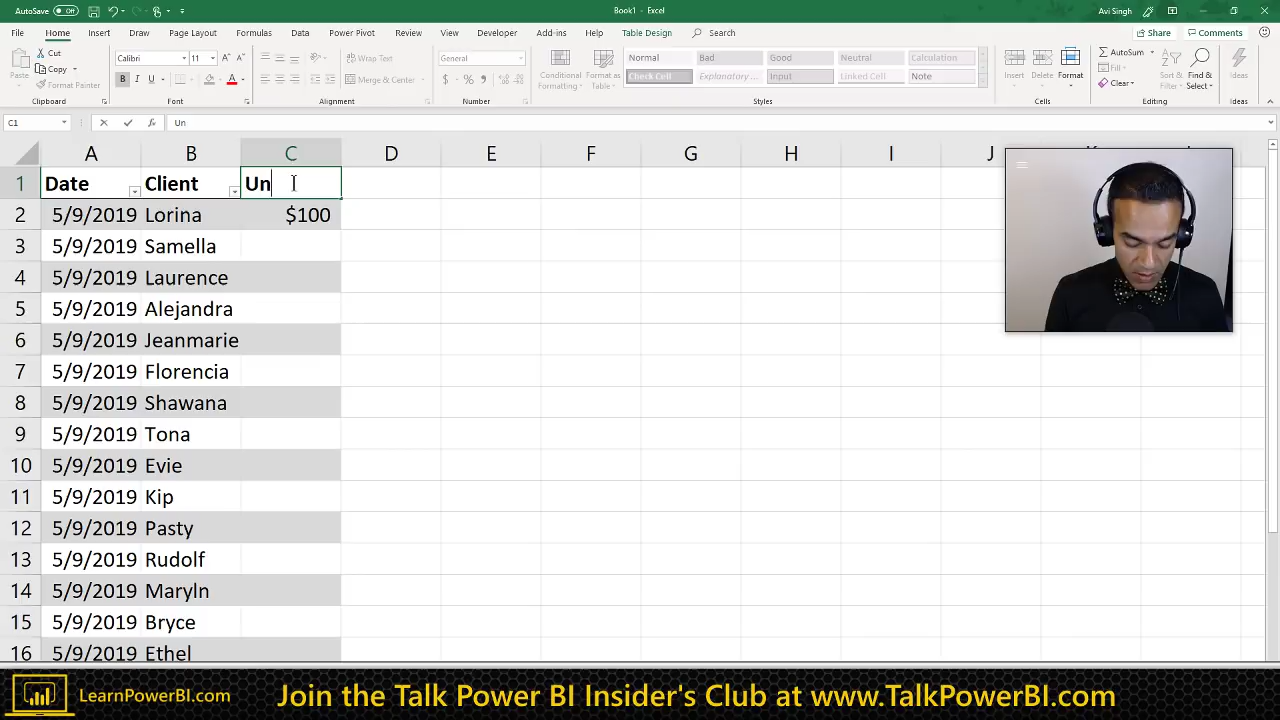 AutoSave Off
Book1 - Excel
Avi Singh
File Home Insert Draw Page Layout Formulas Data Power Pivot Review View Developer Add-ins Help Table Design Search
Share Comments
Paste
Cut
Copy
Format Painter
Clipboard
Calibri 11
B I U
Font
Wrap Text
Merge & Center
Alignment
General
$ % 9
Number
Conditional Formatting
Format as Table
Normal Bad Good Neutral Calculation
Check Cell Explanatory ... Input Linked Cell Note
Styles
Insert Delete Format
Cells
AutoSum
Fill
Clear
Sort & Filter
Find & Select
Editing
Ideas
Ideas
C1 fx Un
A B C D E F G H I J
1 Date Client Un
2 5/9/2019 Lorina $100
3 5/9/2019 Samella
4 5/9/2019 Laurence
5 5/9/2019 Alejandra
6 5/9/2019 Jeanmarie
7 5/9/2019 Florencia
8 5/9/2019 Shawana
9 5/9/2019 Tona
10 5/9/2019 Evie
11 5/9/2019 Kip
12 5/9/2019 Pasty
13 5/9/2019 Rudolf
14 5/9/2019 Maryln
15 5/9/2019 Bryce
16 5/9/2019 Ethel
LearnPowerBI.com
Join the Talk Power BI Insider's Club at www.TalkPowerBI.com